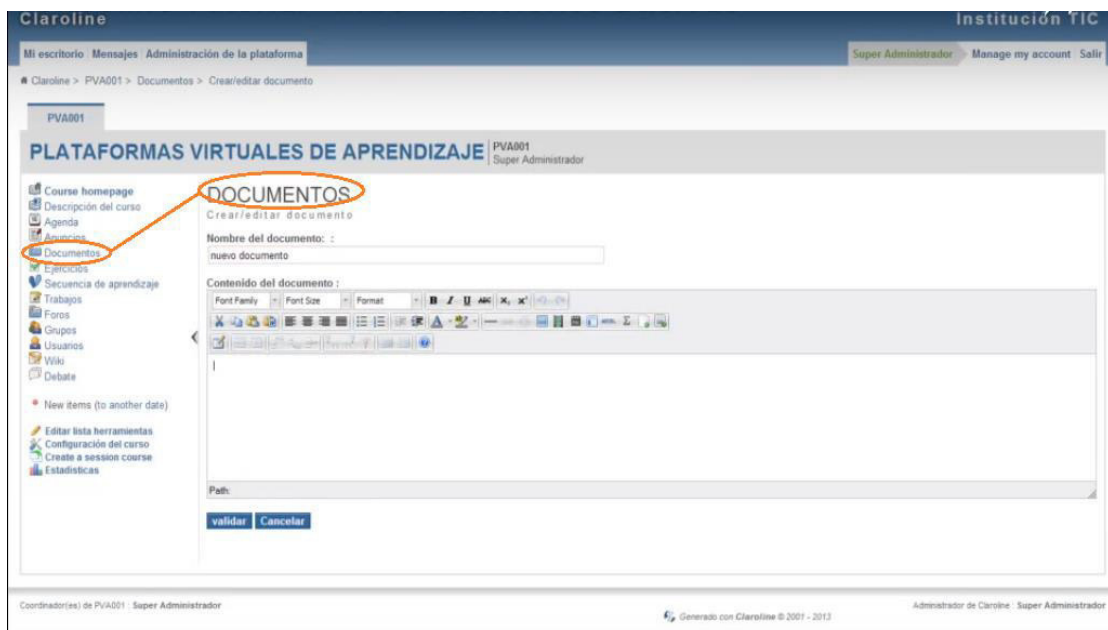 Claroline
Institución TIC
Mi escritorio Mensajes Administración de la plataforma
Super Administrador Manage my account Salir
Claroline > PVA001 > Documentos > Crear/editar documento
PVA001
PLATAFORMAS VIRTUALES DE APRENDIZAJE
PVA001
Super Administrador
Course homepage
Descripción del curso
Agenda
Anuncios
Documentos
Ejercicios
Secuencia de aprendizaje
Trabajos
Foros
Grupos
Usuarios
Wiki
Debate
New items (to another date)
Editar lista herramientas
Configuración del curso
Create a session course
Estadísticas
DOCUMENTOS
Crear/editar documento
Nombre del documento: :
nuevo documento
Contenido del documento :
Font Family Font Size Format B I U ABC X, x'
Path:
validar Cancelar
Coordinador(es) de PVA001 : Super Administrador
Generado con Claroline © 2001 - 2013
Administrador de Claroline : Super Administrador